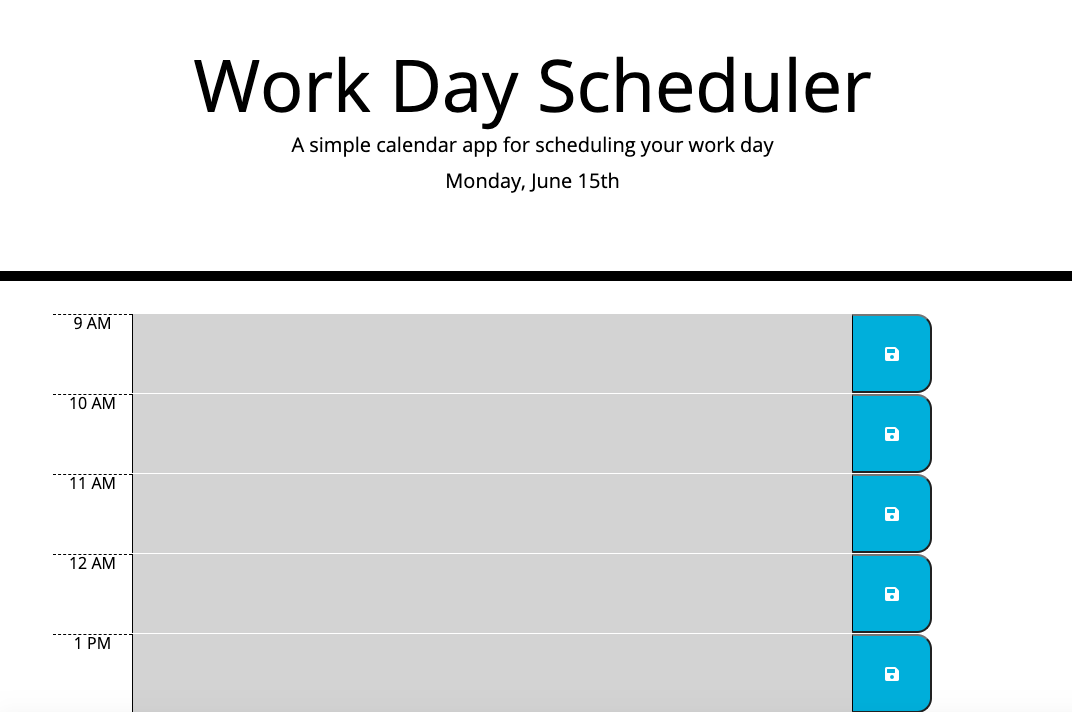 Work Day Scheduler
A simple calendar app for scheduling your work day
Monday, June 15th
9 AM
10 AM
11 AM
12 AM
1 PM